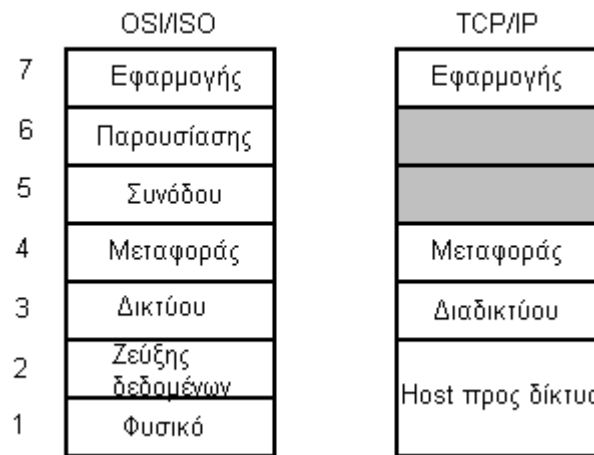 OSI/ISO TCP/IP
7 Εφαρμογής Εφαρμογής
6 Παρουσίασης
5 Συνόδου
4 Μεταφοράς Μεταφοράς
3 Δικτύου Διαδικτύου
2 Ζεύξης
δεδομένων
Host προς δίκτυο
1 Φυσικό